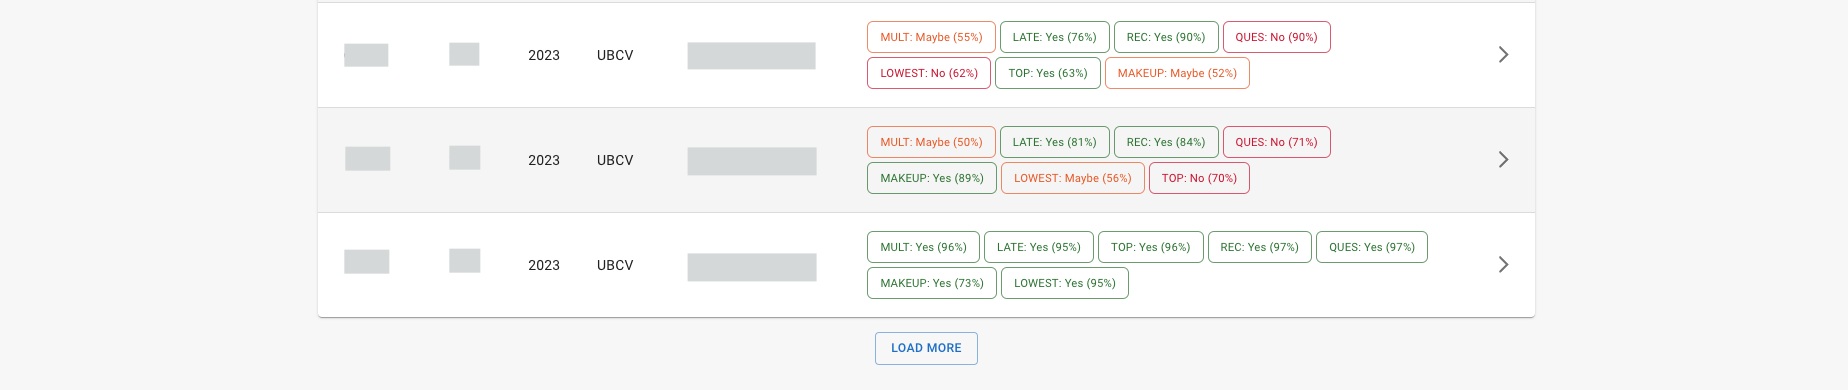 MULT: Maybe (55%) LATE: Yes (76%) REC: Yes (90%) QUES: No (90%)
2023 UBCV
LOWEST: No (62%) TOP: Yes (63%) MAKEUP: Maybe (52%)
MULT: Maybe (50%) LATE: Yes (81%) REC: Yes (84%) QUES: No (71%)
2023 UBCV
MAKEUP: Yes (89%) LOWEST: Maybe (56%) TOP: No (70%)
MULT: Yes (96%) LATE: Yes (95%) TOP: Yes (96%) REC: Yes (97%) QUES: Yes (97%)
2023 UBCV
MAKEUP: Yes (73%) LOWEST: Yes (95%)
LOAD MORE